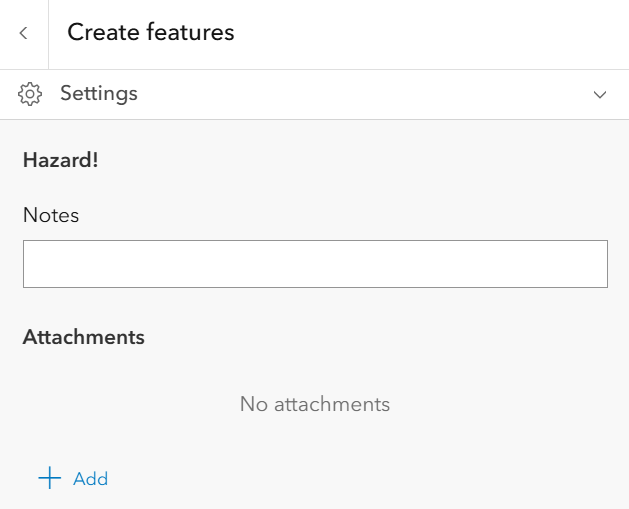 Create features
Settings
Hazard!
Notes
Attachments
No attachments
Add